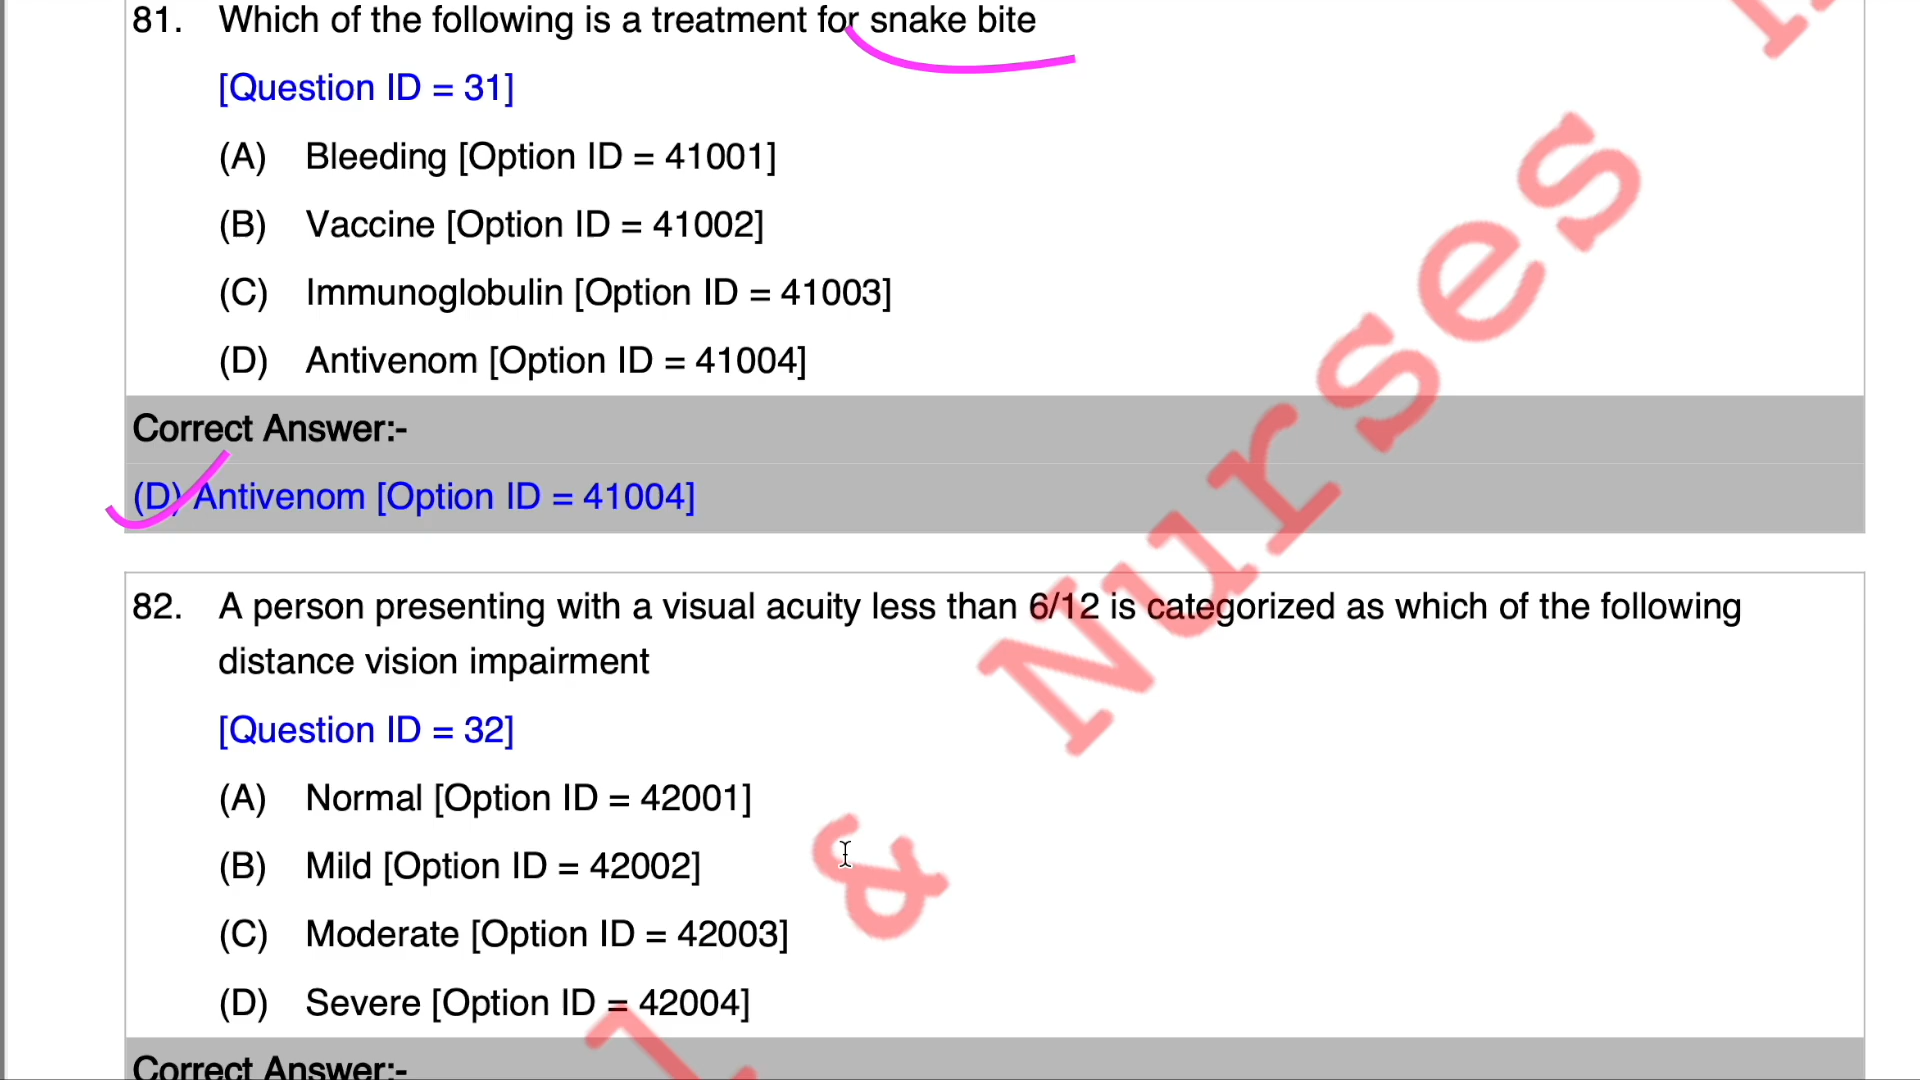 81. Which of the following is a treatment for snake bite
[Question ID = 31]
(A) Bleeding [Option ID = 41001]
(B) Vaccine [Option ID = 41002]
(C) Immunoglobulin [Option ID = 41003]
(D) Antivenom [Option ID = 41004]
Correct Answer:-
(D) Antivenom [Option ID = 41004]
82. A person presenting with a visual acuity less than 6/12 is categorized as which of the following
distance vision impairment
[Question ID = 32]
(A) Normal [Option ID = 42001]
(B) Mild [Option ID = 42002]
(C) Moderate [Option ID = 42003]
(D) Severe [Option ID = 42004]
Correct Answer:-
& Nurses